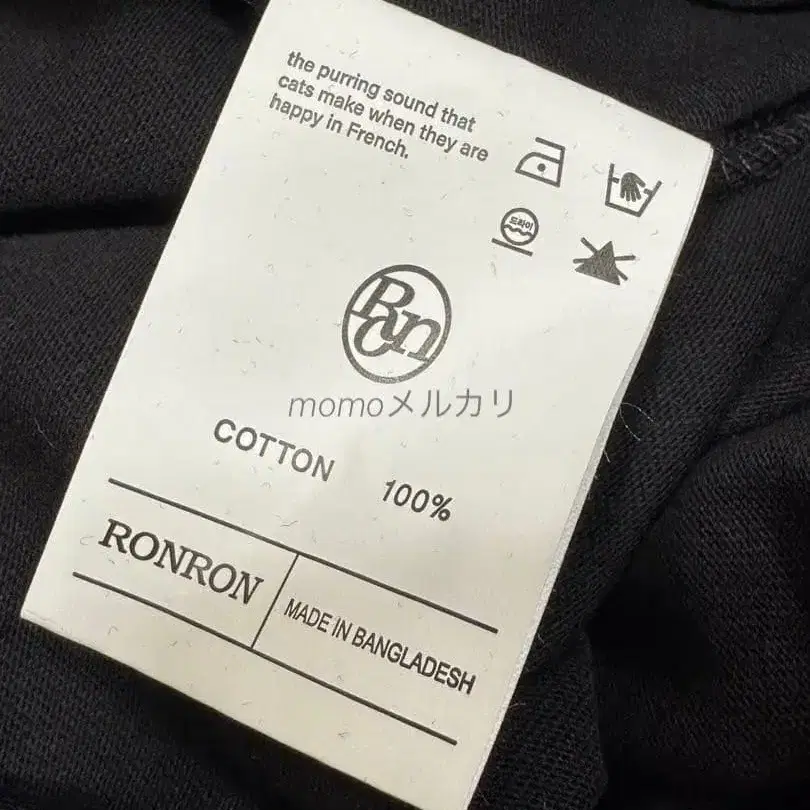 the purring sound that
cats make when they are
happy in French.
드라이
Ron
momoメルカリ
COTTON 100%
RONRON
MADE IN BANGLADESH